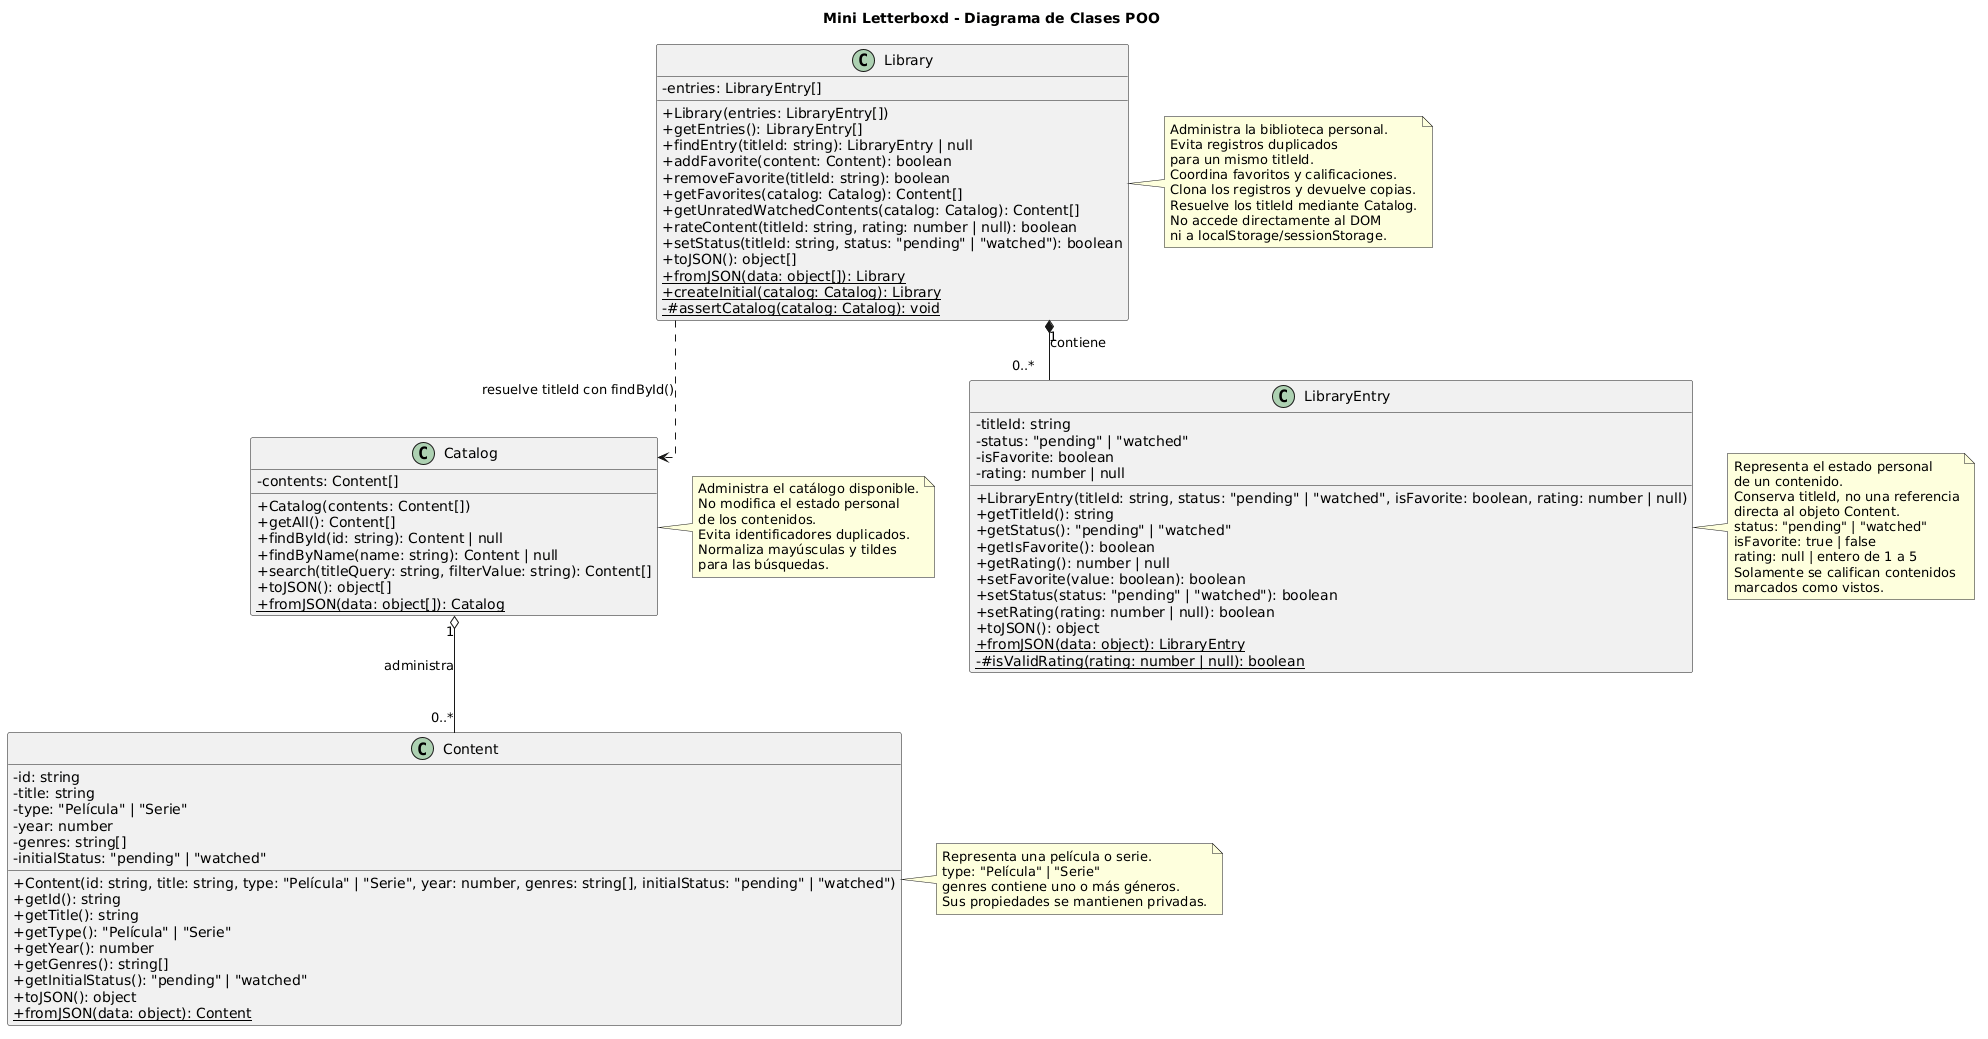 Mini Letterboxd - Diagrama de Clases POO
C Library
-entries: LibraryEntry[]
+Library(entries: LibraryEntry[])
+getEntries(): LibraryEntry[]
+findEntry(titleId: string): LibraryEntry | null
+addFavorite(content: Content): boolean
+removeFavorite(titleId: string): boolean
+getFavorites(catalog: Catalog): Content[]
+getUnratedWatchedContents(catalog: Catalog): Content[]
+rateContent(titleId: string, rating: number | null): boolean
+setStatus(titleId: string, status: "pending" | "watched"): boolean
+toJSON(): object[]
+fromJSON(data: object[]): Library
+createInitial(catalog: Catalog): Library
-#assertCatalog(catalog: Catalog): void
Administra la biblioteca personal.
Evita registros duplicados
para un mismo titleId.
Coordina favoritos y calificaciones.
Clona los registros y devuelve copias.
Resuelve los titleId mediante Catalog.
No accede directamente al DOM
ni a localStorage/sessionStorage.
1
contiene
0..*
resuelve titleId con findById()
C LibraryEntry
-titleId: string
-status: "pending" | "watched"
-isFavorite: boolean
-rating: number | null
+LibraryEntry(titleId: string, status: "pending" | "watched", isFavorite: boolean, rating: number | null)
+getTitleId(): string
+getStatus(): "pending" | "watched"
+getIsFavorite(): boolean
+getRating(): number | null
+setFavorite(value: boolean): boolean
+setStatus(status: "pending" | "watched"): boolean
+setRating(rating: number | null): boolean
+toJSON(): object
+fromJSON(data: object): LibraryEntry
-#isValidRating(rating: number | null): boolean
Representa el estado personal
de un contenido.
Conserva titleId, no una referencia
directa al objeto Content.
status: "pending" | "watched"
isFavorite: true | false
rating: null | entero de 1 a 5
Solamente se califican contenidos
marcados como vistos.
C Catalog
-contents: Content[]
+Catalog(contents: Content[])
+getAll(): Content[]
+findById(id: string): Content | null
+findByName(name: string): Content | null
+search(titleQuery: string, filterValue: string): Content[]
+toJSON(): object[]
+fromJSON(data: object[]): Catalog
Administra el catálogo disponible.
No modifica el estado personal
de los contenidos.
Evita identificadores duplicados.
Normaliza mayúsculas y tildes
para las búsquedas.
1
administra
0..*
C Content
-id: string
-title: string
-type: "Película" | "Serie"
-year: number
-genres: string[]
-initialStatus: "pending" | "watched"
+Content(id: string, title: string, type: "Película" | "Serie", year: number, genres: string[], initialStatus: "pending" | "watched")
+getId(): string
+getTitle(): string
+getType(): "Película" | "Serie"
+getYear(): number
+getGenres(): string[]
+getInitialStatus(): "pending" | "watched"
+toJSON(): object
+fromJSON(data: object): Content
Representa una película o serie.
type: "Película" | "Serie"
genres contiene uno o más géneros.
Sus propiedades se mantienen privadas.